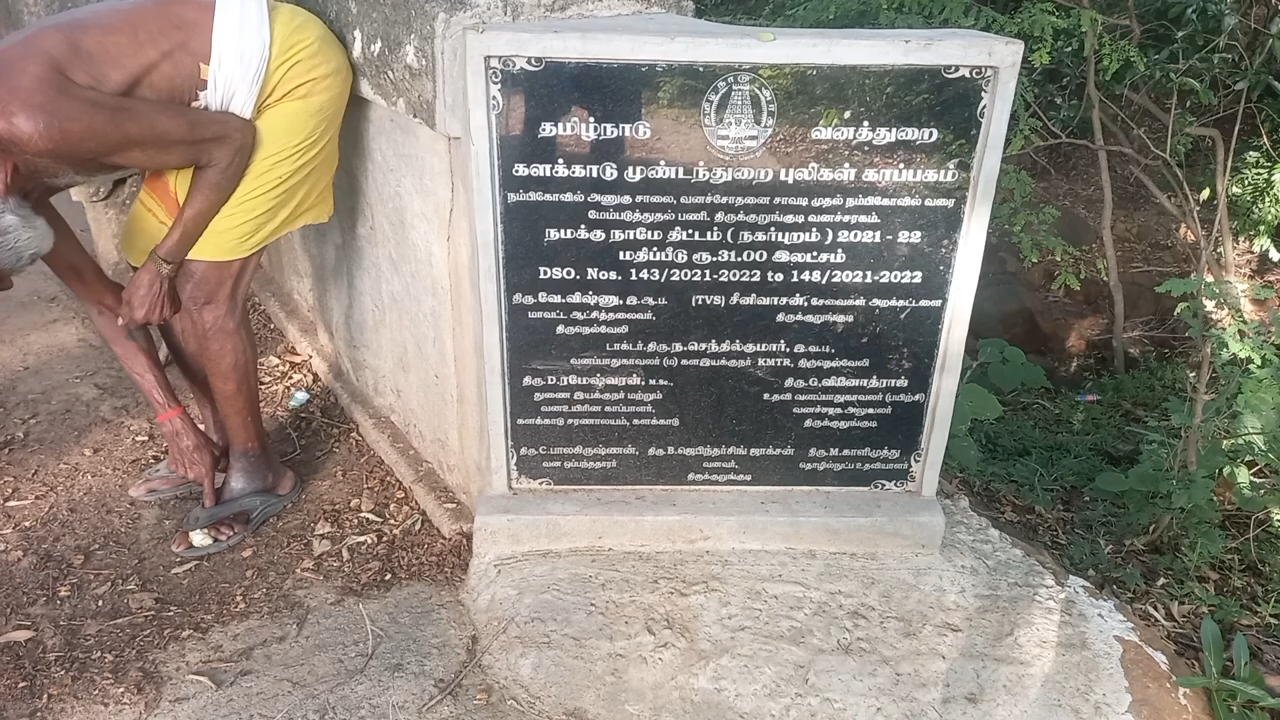 தமிழ்நாடு அரசு
தமிழ்நாடு வனத்துறை
களக்காடு முண்டந்துறை புலிகள் காப்பகம்
நம்பிகோவில் அணுகு சாலை, வனச்சோதனை சாவடி முதல் நம்பிகோவில் வரை
மேம்படுத்துதல் பணி. திருக்குறுங்குடி வனச்சரகம்.
நமக்கு நாமே திட்டம் ( நகர்புறம் ) 2021 - 22
மதிப்பீடு ரூ.31.00 இலட்சம்
DSO. Nos. 143/2021-2022 to 148/2021-2022
திரு.வே.விஷ்ணு, இ.ஆ.ப. (TVS) சீனிவாசன், சேவைகள் அறக்கட்டளை
மாவட்ட ஆட்சித்தலைவர், திருக்குறுங்குடி
திருநெல்வேலி
டாக்டர்.திரு.ந.செந்தில்குமார், இ.வ.ப.,
வனப்பாதுகாவலர் (ம) களஇயக்குநர் KMTR, திருநெல்வேலி
திரு.D.ரமேஷ்வரன், M.Sc., திரு.G.வினோத்ராஜ்
துணை இயக்குநர் மற்றும் உதவி வனப்பாதுகாவலர் (பயிற்சி)
வனஉயிரின காப்பாளர், வனச்சரக அலுவலர்
களக்காடு சரணாலயம், களக்காடு திருக்குறுங்குடி
திரு.C.பாலகிருஷ்ணன், திரு.B.ஜெபிந்தர்சிங் ஜாக்சன் திரு.M.காளிமுத்து
வன ஒப்பந்ததாரர் வனவர், தொழில்நுட்ப உதவியாளர்
திருக்குறுங்குடி